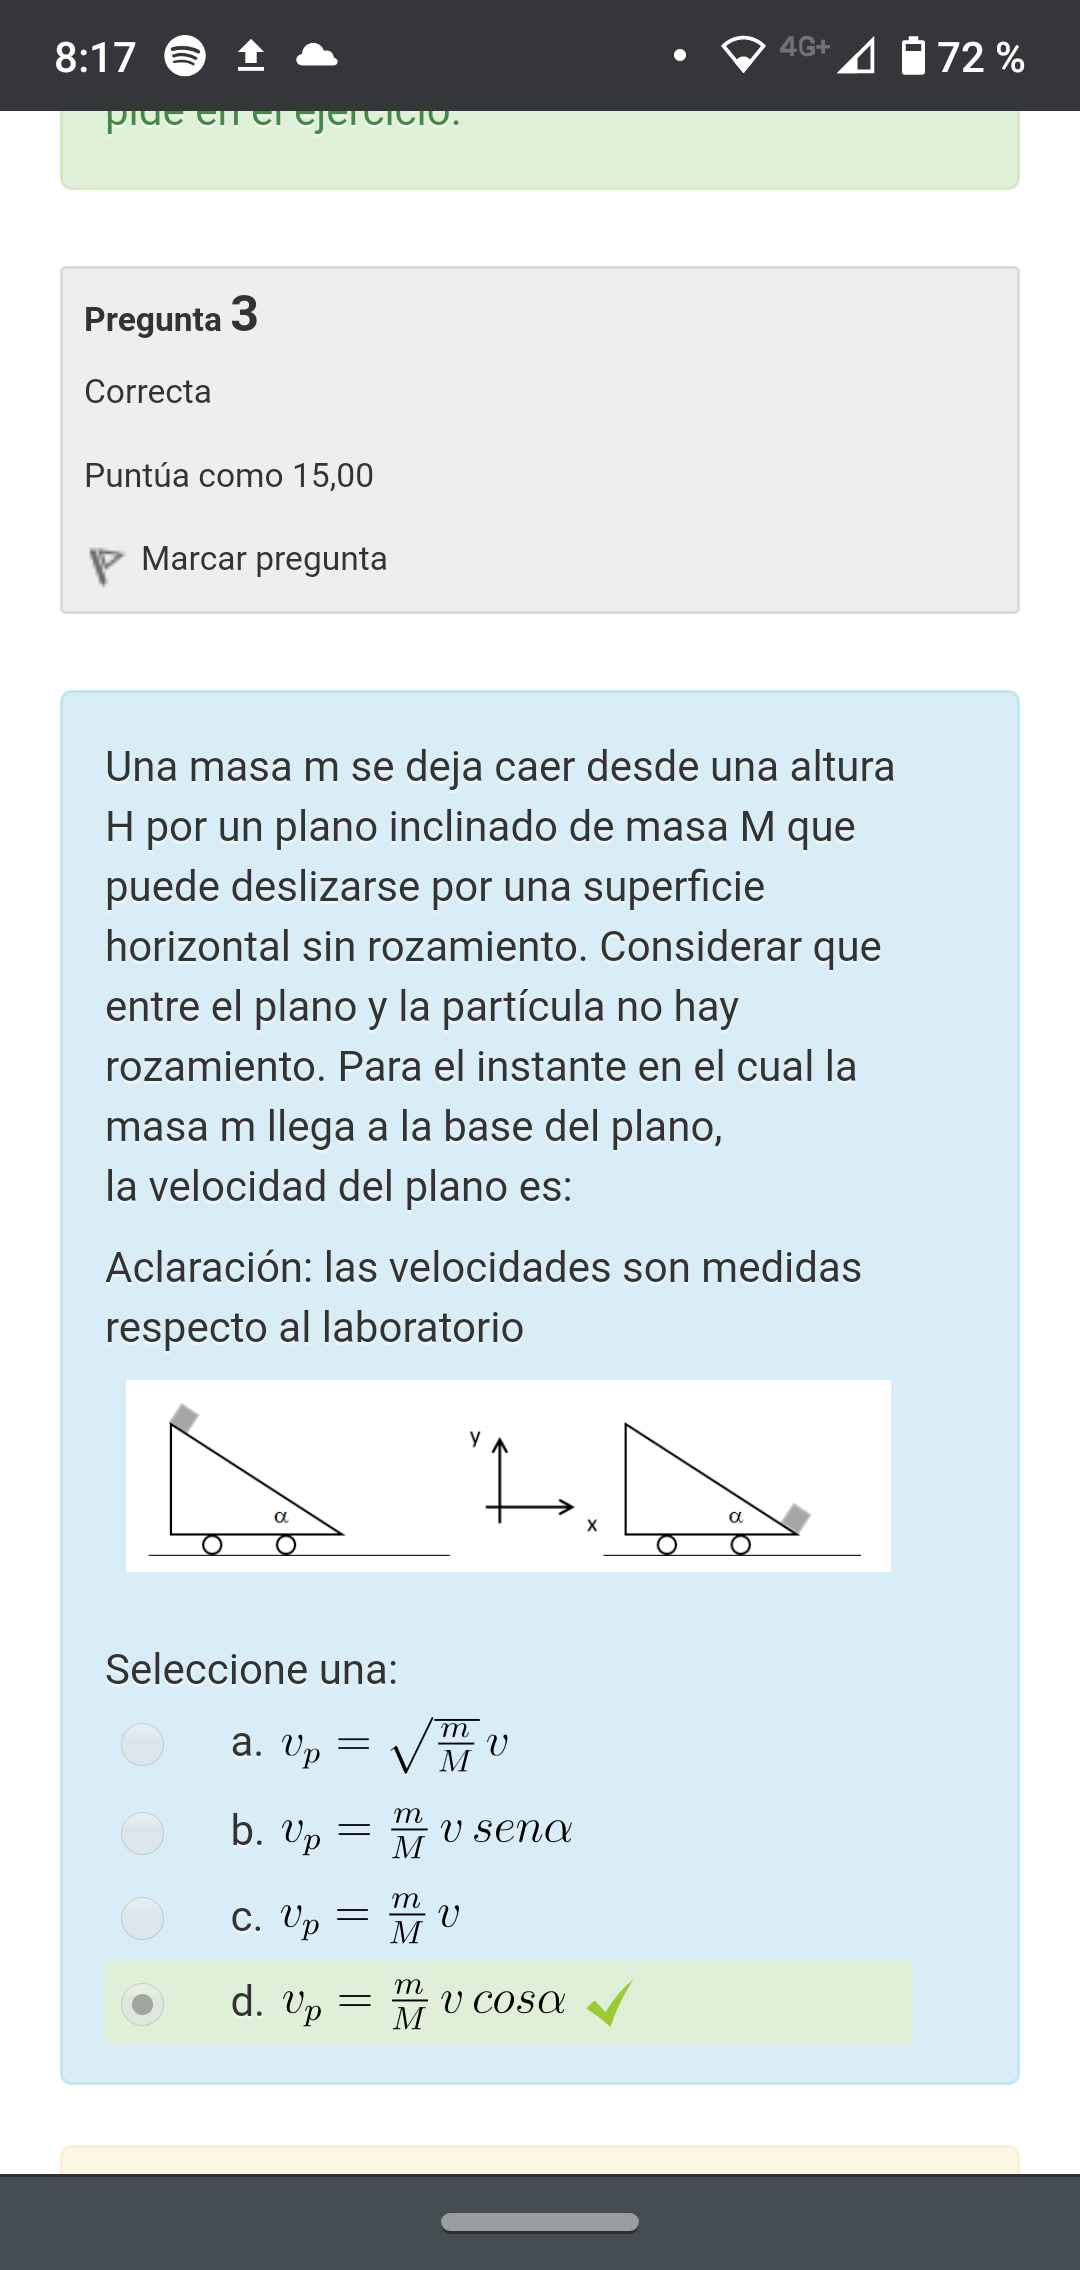 8:17 4G+ 72 %
pide en el ejercicio.
Pregunta 3
Correcta
Puntúa como 15,00
Marcar pregunta
Una masa m se deja caer desde una altura
H por un plano inclinado de masa M que
puede deslizarse por una superficie
horizontal sin rozamiento. Considerar que
entre el plano y la partícula no hay
rozamiento. Para el instante en el cual la
masa m llega a la base del plano,
la velocidad del plano es:
Aclaración: las velocidades son medidas
respecto al laboratorio
y
α x α
Seleccione una:
a. $v_p = \sqrt{\frac{m}{M}} v$
b. $v_p = \frac{m}{M} v \, sen\alpha$
c. $v_p = \frac{m}{M} v$
d. $v_p = \frac{m}{M} v \, cos\alpha$